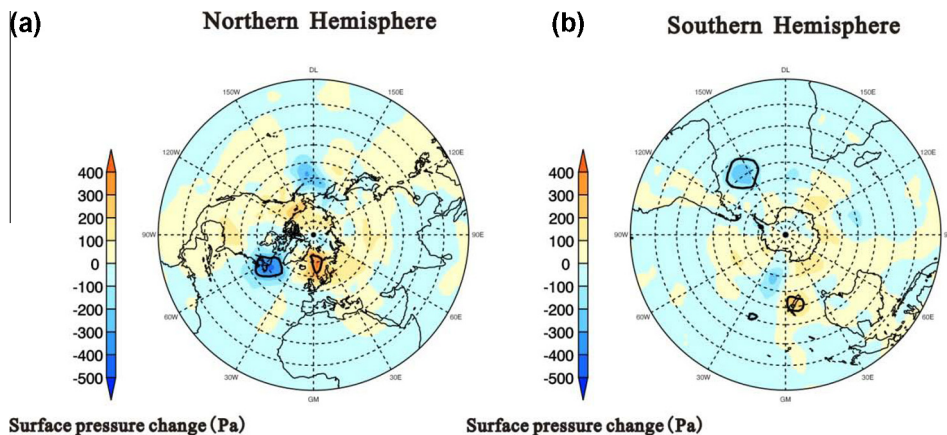 (a)
Northern Hemisphere
DL
150W
150E
120W
120E
90W
90E
60W
60E
30W
30E
GM
400
300
200
100
0
-100
-200
-300
-400
-500
Surface pressure change (Pa)
(b)
Southern Hemisphere
DL
150W
150E
120W
120E
90W
9
60W
60E
30W
30E
GM
400
300
200
100
0
-100
-200
-300
-400
-500
Surface pressure change (Pa)